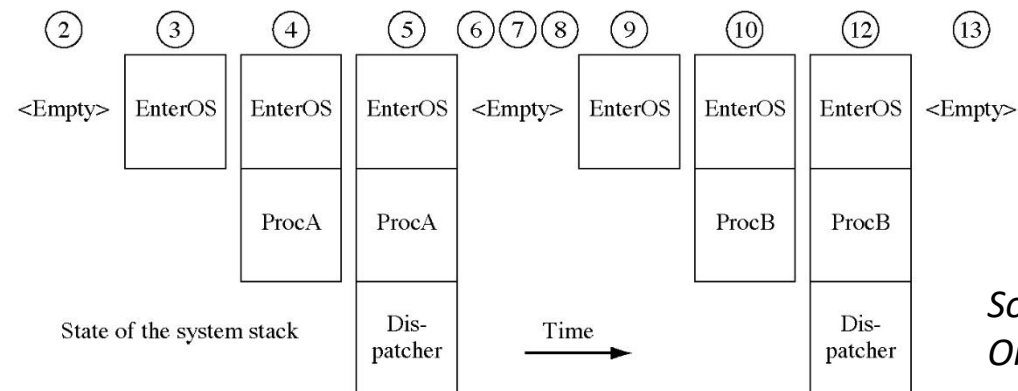 2 3 4 5 6 7 8 9 10 12 13
<Empty> EnterOS EnterOS EnterOS <Empty> EnterOS EnterOS EnterOS <Empty>
ProcA ProcA ProcB ProcB
State of the system stack Dis-
patcher Time Dis-
patcher